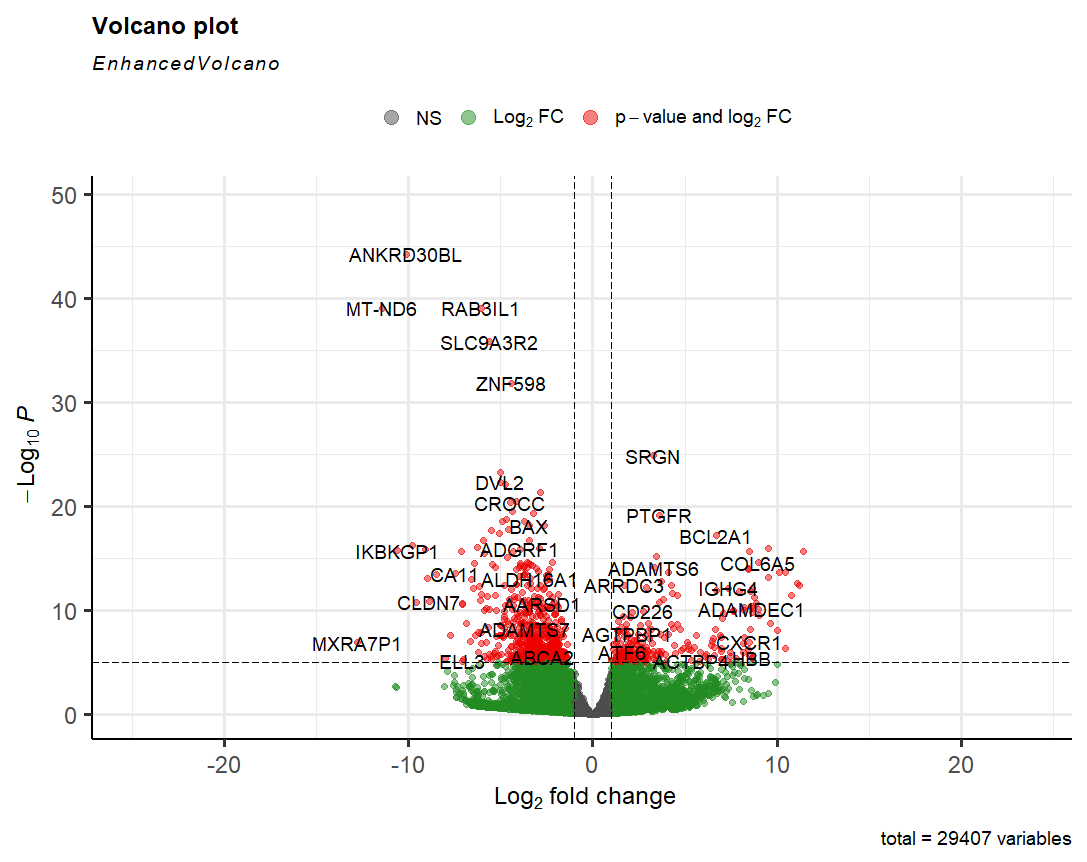 Volcano plot
EnhancedVolcano
NS Log2 FC p – value and log2 FC
50
ANKRD30BL
40
MT-ND6 RAB3IL1
SLC9A3R2
ZNF598
30
SRGN
DVL2
20
CROCC
PTGFR
BAX
BCL2A1
IKBKGP1 ADGRF1
COL6A5
ADAMTS6
CA11
ALDH16A1 ARRDC3
IGHG4
CLDN7 AARSD1
10
CD226 ADAMDEC1
ADAMTS7
AGTPBP1
MXRA7P1
CXCR1
ATF6
ABCA2
ELL3
0
-20 -10 0 10 20
– Log10 P
Log2 fold change
total = 29407 variables